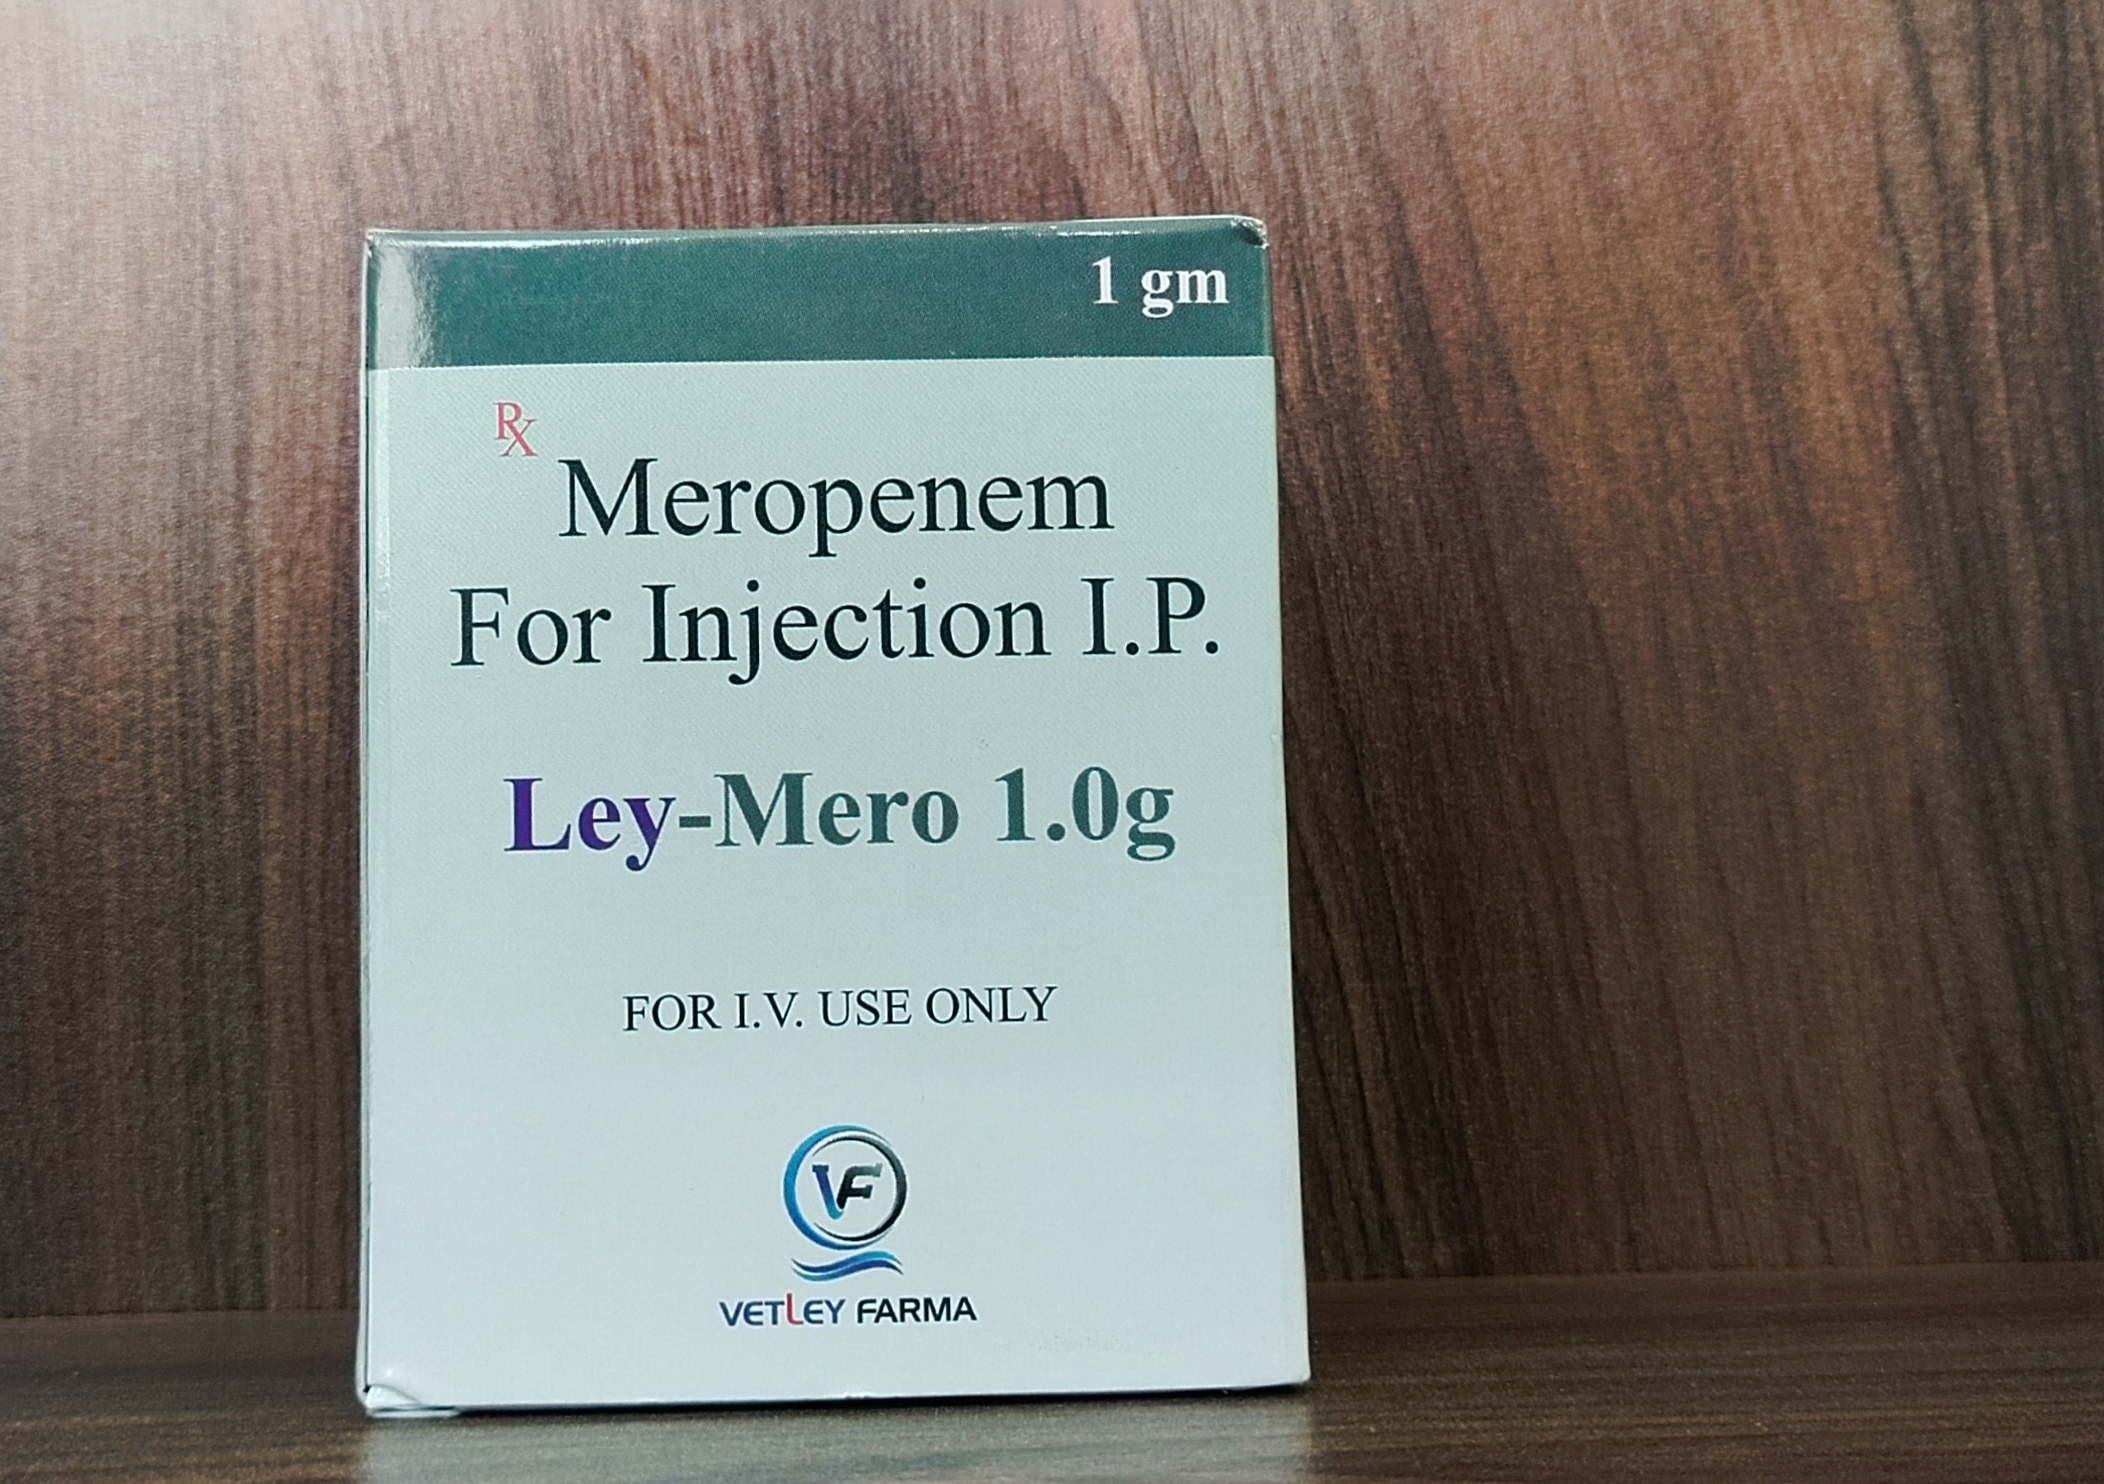 1 gm
Rx
Meropenem
For Injection I.P.
Ley-Mero 1.0g
FOR I.V. USE ONLY
VF
VETLEY FARMA